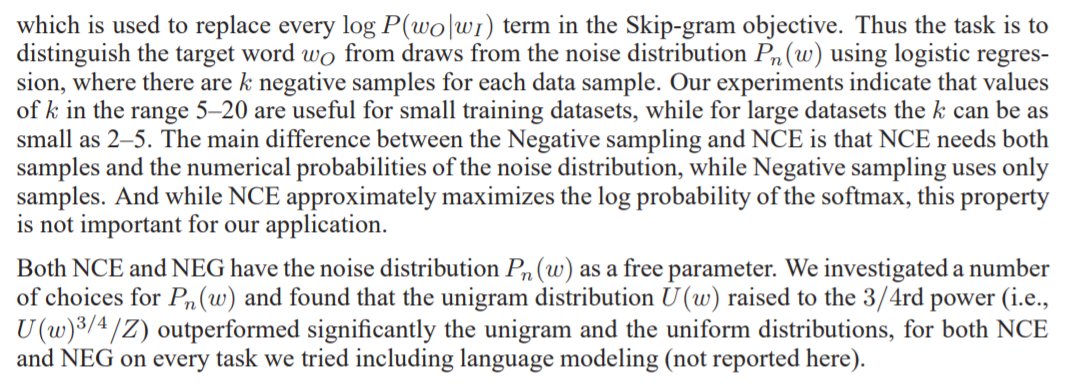 which is used to replace every log P(w_O|w_I) term in the Skip-gram objective. Thus the task is to
distinguish the target word w_O from draws from the noise distribution P_n(w) using logistic regres-
sion, where there are k negative samples for each data sample. Our experiments indicate that values
of k in the range 5–20 are useful for small training datasets, while for large datasets the k can be as
small as 2–5. The main difference between the Negative sampling and NCE is that NCE needs both
samples and the numerical probabilities of the noise distribution, while Negative sampling uses only
samples. And while NCE approximately maximizes the log probability of the softmax, this property
is not important for our application.
Both NCE and NEG have the noise distribution P_n(w) as a free parameter. We investigated a number
of choices for P_n(w) and found that the unigram distribution U(w) raised to the 3/4rd power (i.e.,
U(w)^{3/4}/Z) outperformed significantly the unigram and the uniform distributions, for both NCE
and NEG on every task we tried including language modeling (not reported here).